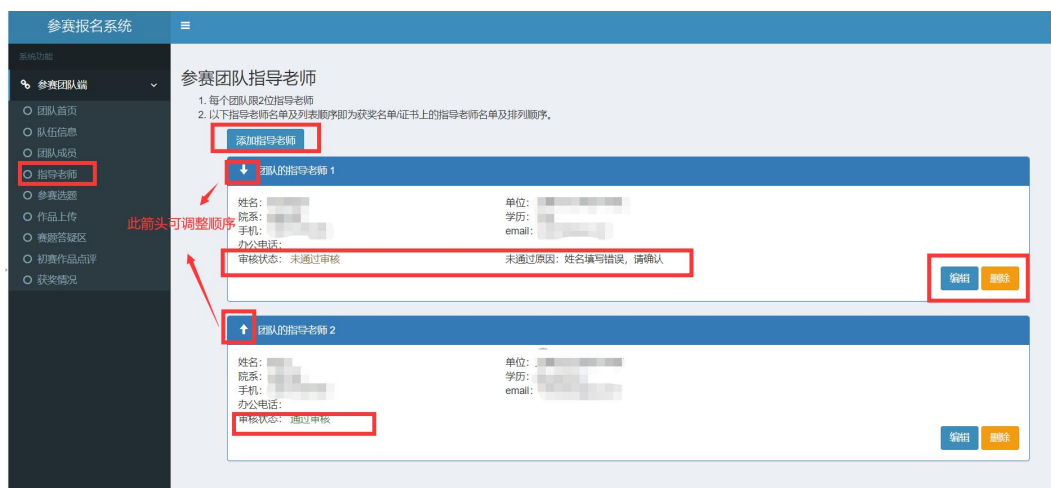 参赛报名系统
系统功能
参赛团队端
团队首页
队伍信息
团队成员
指导老师
参赛选题
作品上传
赛题答疑区
初赛作品点评
获奖情况
参赛团队指导老师
1. 每个团队限2位指导老师
2. 以下指导老师名单及列表顺序即为获奖名单/证书上的指导老师名单及排列顺序。
添加指导老师
团队的指导老师 1
此箭头可调整顺序
姓名： 单位：
院系： 学历：
手机： email：
办公电话：
审核状态： 未通过审核 未通过原因：姓名填写错误，请确认
编辑 删除
团队的指导老师 2
姓名： 单位：
院系： 学历：
手机： email：
办公电话：
审核状态： 通过审核
编辑 删除